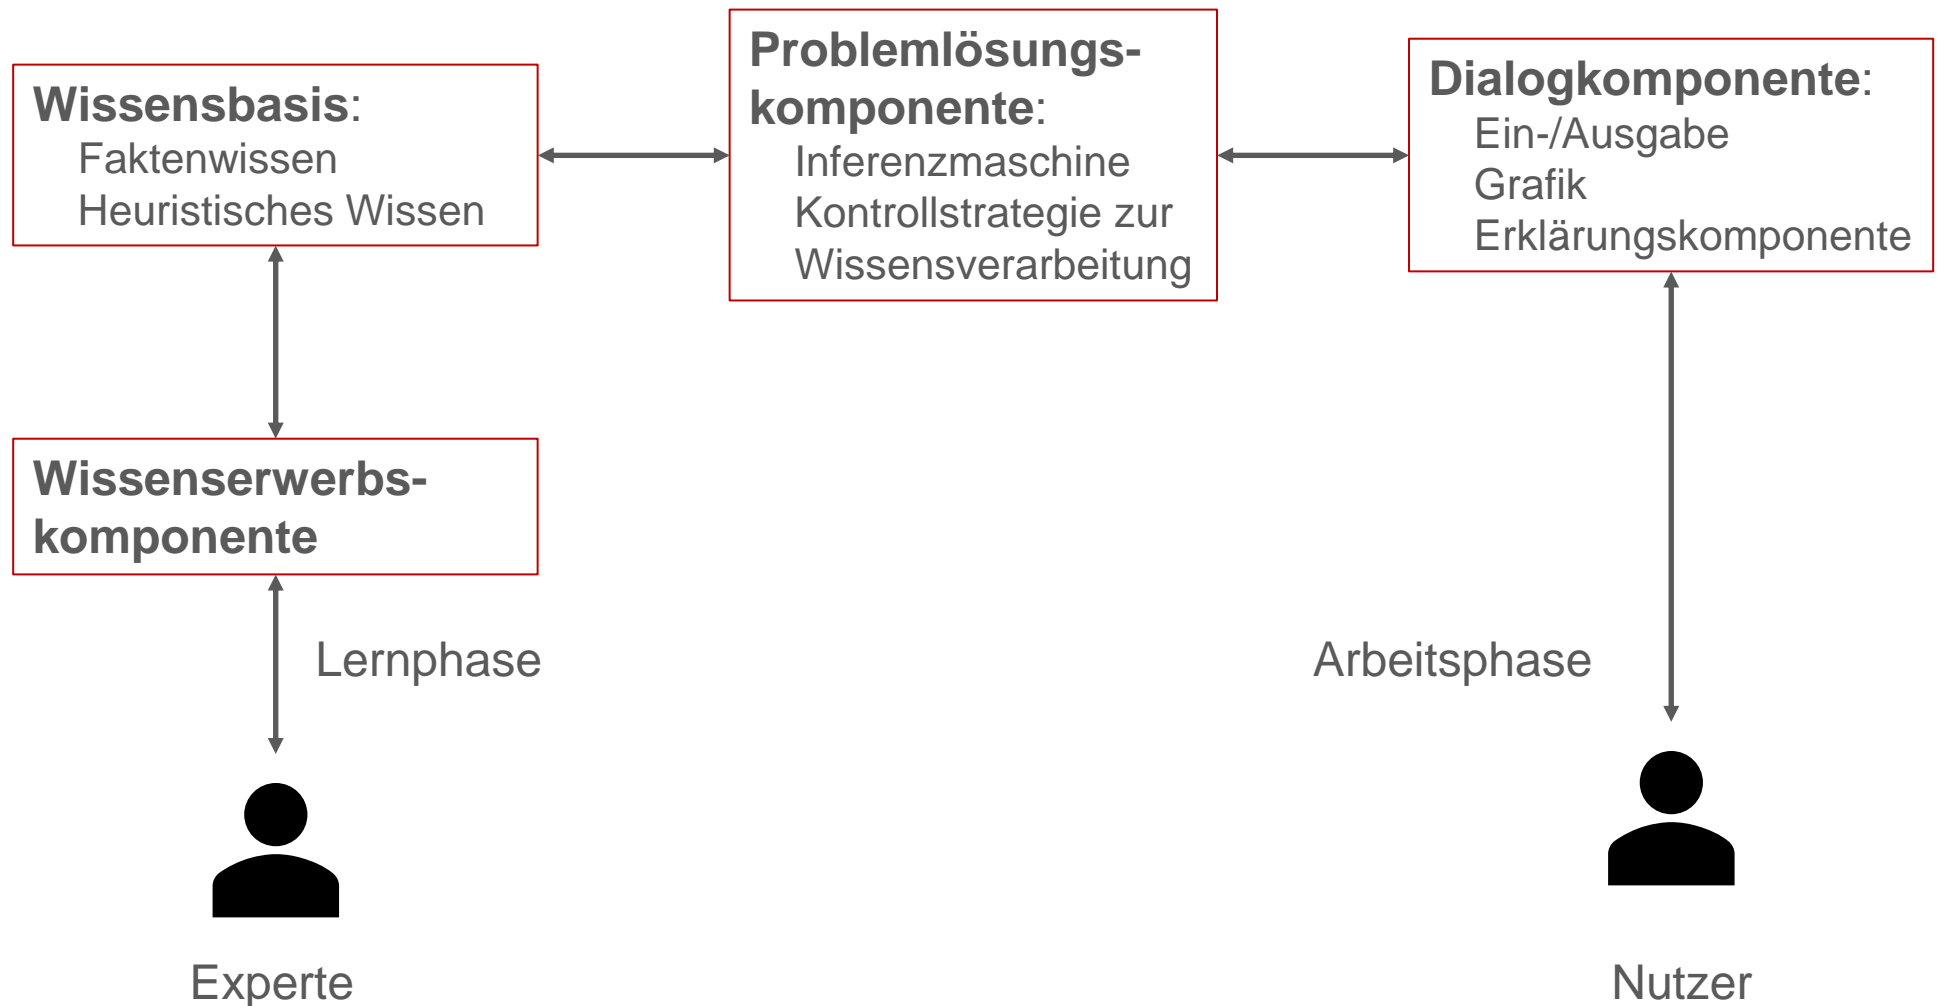 Wissensbasis:
Faktenwissen
Heuristisches Wissen
Problemlösungs-
komponente:
Inferenzmaschine
Kontrollstrategie zur
Wissensverarbeitung
Dialogkomponente:
Ein-/Ausgabe
Grafik
Erklärungskomponente
Wissenserwerbs-
komponente
Lernphase
Arbeitsphase
Experte
Nutzer